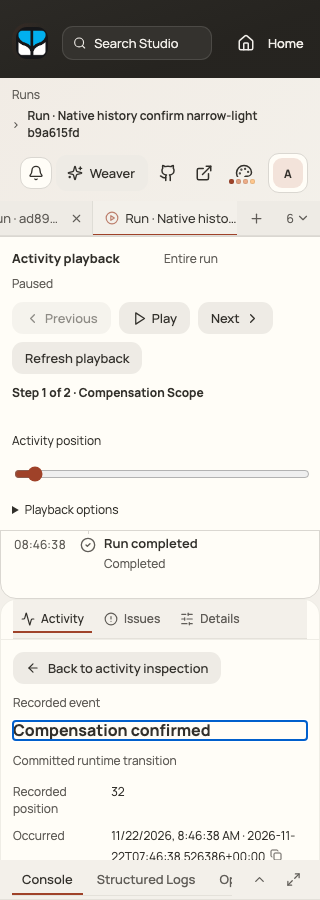 Search Studio
Home
Runs
Run · Native history confirm narrow-light
b9a615fd
Weaver
A
un · ad89...
Run · Native histo...
6
Activity playback
Entire run
Paused
Previous
Play
Next
Refresh playback
Step 1 of 2 · Compensation Scope
Activity position
Playback options
08:46:38
Run completed
Completed
Activity
Issues
Details
Back to activity inspection
Recorded event
Compensation confirmed
Committed runtime transition
Recorded
position
32
Occurred
11/22/2026, 8:46:38 AM · 2026-11-
22T07:46:38.526386+00:00
Console
Structured Logs